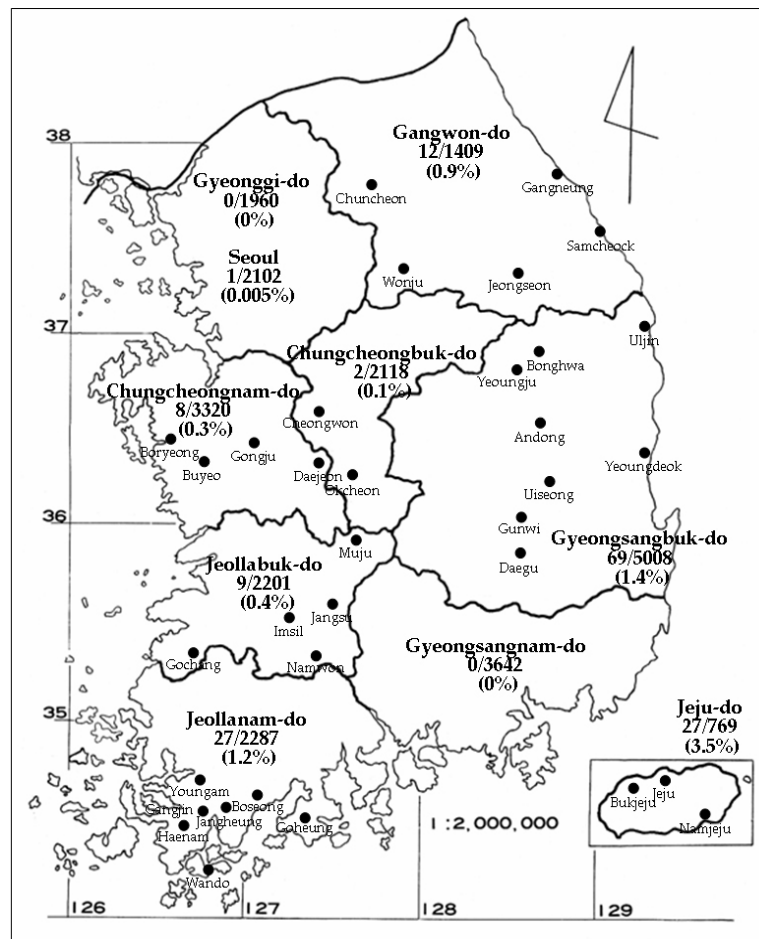 38
Gangwon-do
12/1409
(0.9%)
Chuncheon
Gangneung
Samcheock
Wonju
Jeongseon
Gyeonggi-do
0/1960
(0%)
Seoul
1/2102
(0.005%)
37
Chungcheongbuk-do
2/2118
(0.1%)
Cheongwon
Okcheon
Uljin
Bonghwa
Yeoungju
Andong
Yeoungdeok
Uiseong
Gunwi
Daegu
Gyeongsangbuk-do
69/5008
(1.4%)
Chungcheongnam-do
8/3320
(0.3%)
Boryeong
Gongju
Buyeo
Daejeon
36
Muju
Jeollabuk-do
9/2201
(0.4%)
Jangsu
Imsil
Gochang
Namwon
Gyeongsangnam-do
0/3642
(0%)
35
Jeollanam-do
27/2287
(1.2%)
Youngam
Gangjin
Boseong
Jangheung
Haenam
Goheung
Wando
Jeju-do
27/769
(3.5%)
Bukjeju
Jeju
Namjeju
1:2,000,000
126
127
128
129